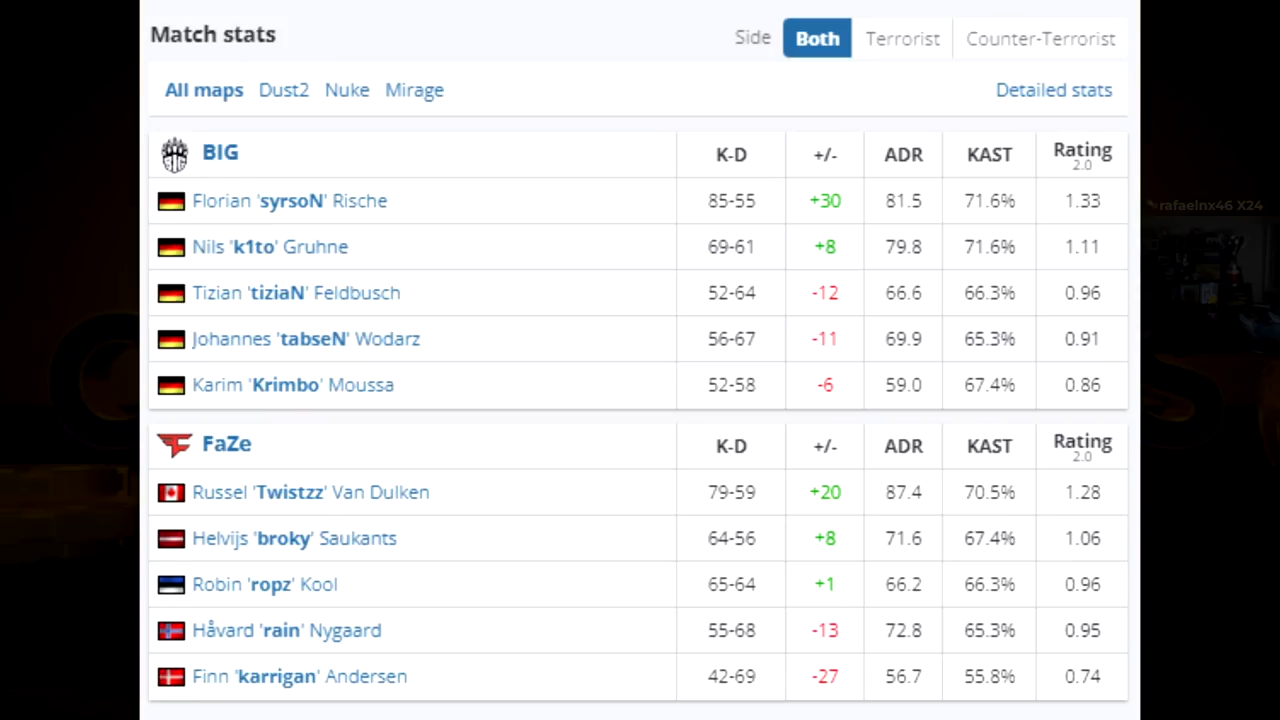 Match stats Side Both Terrorist Counter-Terrorist
All maps Dust2 Nuke Mirage Detailed stats
BIG K-D +/- ADR KAST Rating 2.0
Florian 'syrsoN' Rische 85-55 +30 81.5 71.6% 1.33
Nils 'k1to' Gruhne 69-61 +8 79.8 71.6% 1.11
Tizian 'tiziaN' Feldbusch 52-64 -12 66.6 66.3% 0.96
Johannes 'tabseN' Wodarz 56-67 -11 69.9 65.3% 0.91
Karim 'Krimbo' Moussa 52-58 -6 59.0 67.4% 0.86
FaZe K-D +/- ADR KAST Rating 2.0
Russel 'Twistzz' Van Dulken 79-59 +20 87.4 70.5% 1.28
Helvijs 'broky' Saukants 64-56 +8 71.6 67.4% 1.06
Robin 'ropz' Kool 65-64 +1 66.2 66.3% 0.96
Håvard 'rain' Nygaard 55-68 -13 72.8 65.3% 0.95
Finn 'karrigan' Andersen 42-69 -27 56.7 55.8% 0.74
rafaelnx46 X24